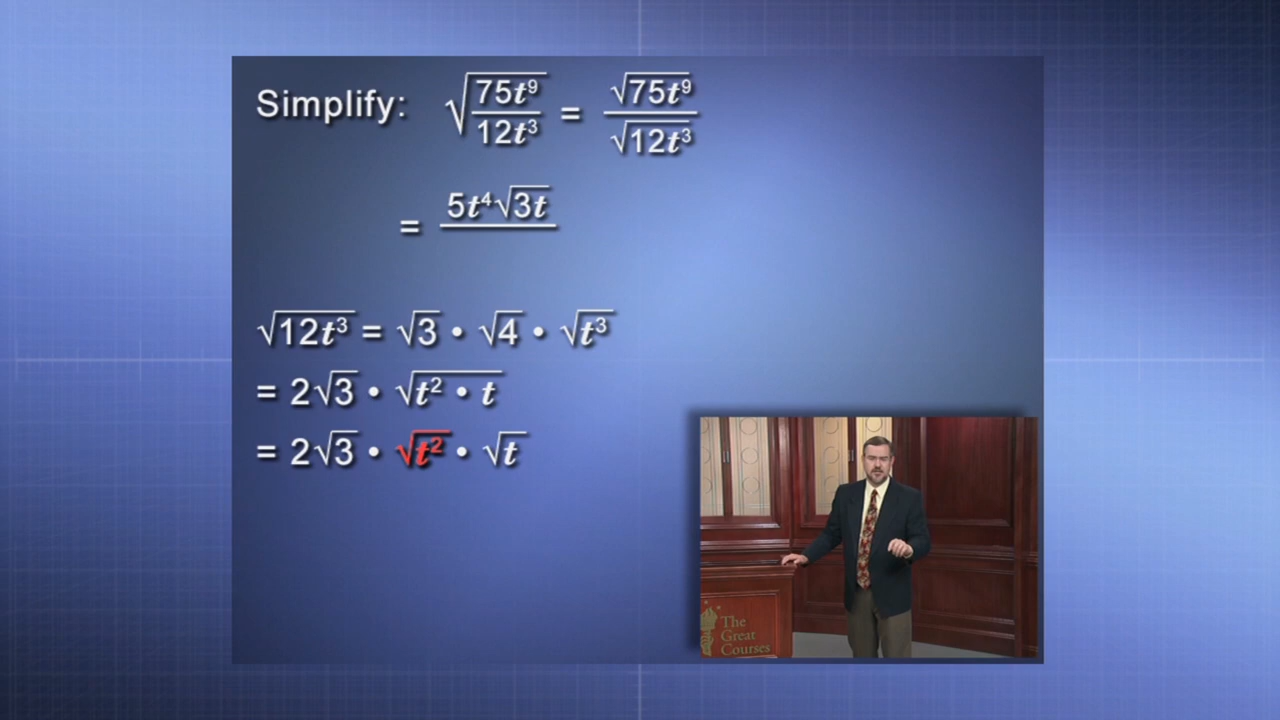 Simplify: √(75t⁹/12t³) = √75t⁹/√12t³
= 5t⁴√3t
√12t³ = √3 • √4 • √t³
= 2√3 • √t² • t
= 2√3 • √t² • √t
The
Great
Courses